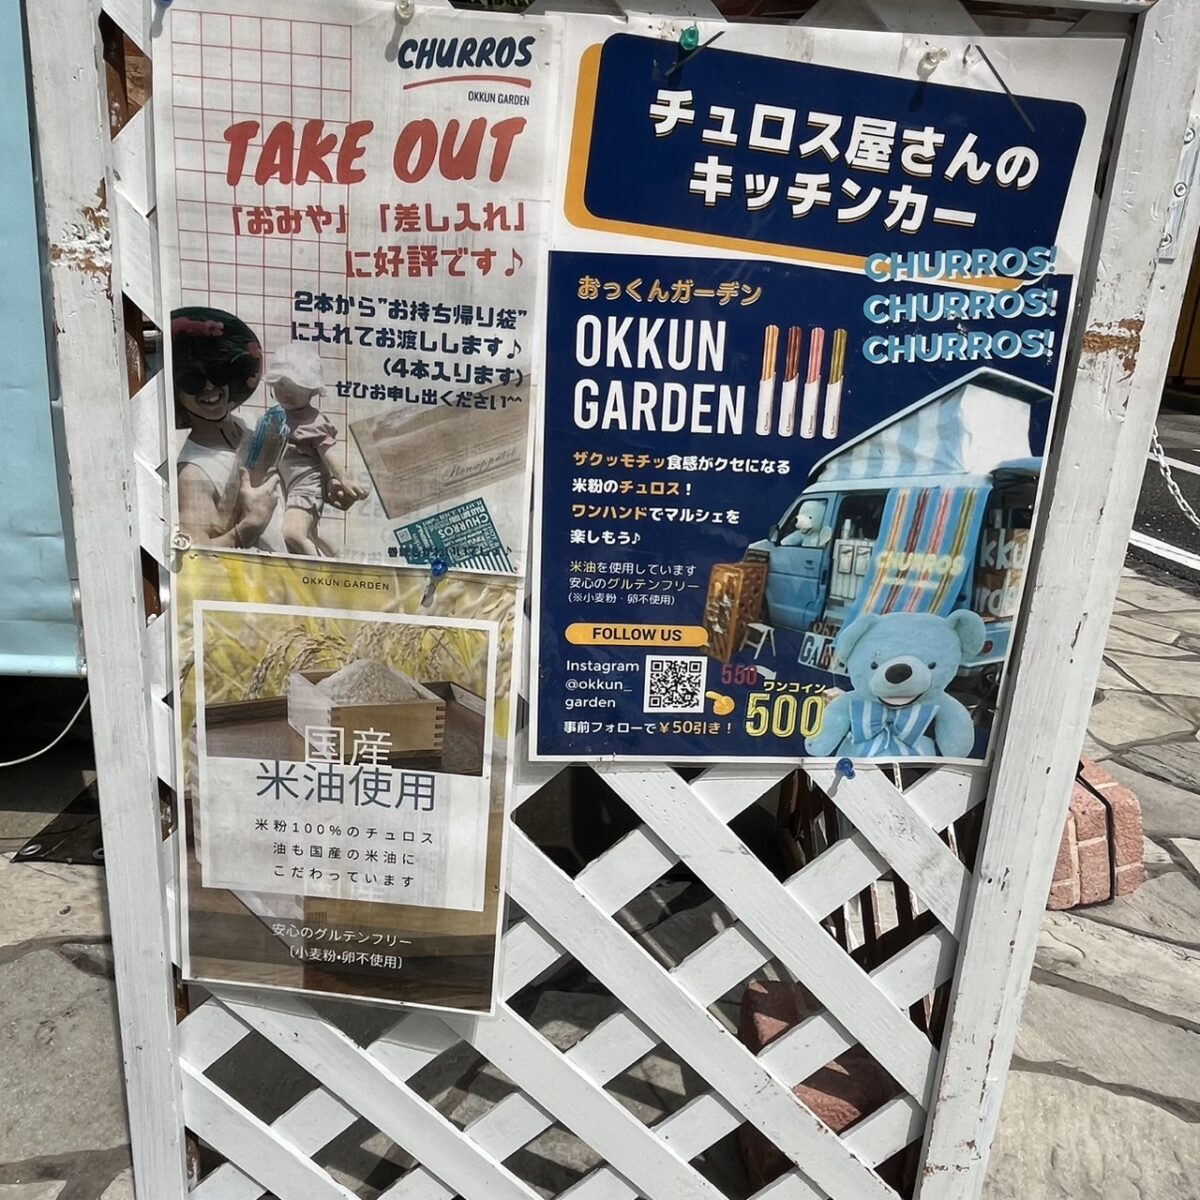 CHURROS
OKKUN GARDEN
TAKE OUT
「おみや」「差し入れ」
に好評です♪
2本から"お持ち帰り袋"
に入れてお渡しします♪
(4本入ります)
ぜひお申し出ください~
Bonappetit
CHURROS
OKKUN GARDEN
国産
米油使用
米粉100%のチュロス
油も国産の米油に
こだわっています
安心のグルテンフリー
〔小麦粉•卵不使用〕
チュロス屋さんの
キッチンカー
CHURROS!
CHURROS!
CHURROS!
おっくんガーデン
OKKUN
GARDEN
ザクッモチッ食感がクセになる
米粉のチュロス！
ワンハンドでマルシェを
楽しもう♪
米油を使用しています
安心のグルテンフリー
(※小麦粉・卵不使用)
FOLLOW US
Instagram
@okkun_
garden
事前フォローで￥50引き！
550
ワンコイン
500
CHURROS